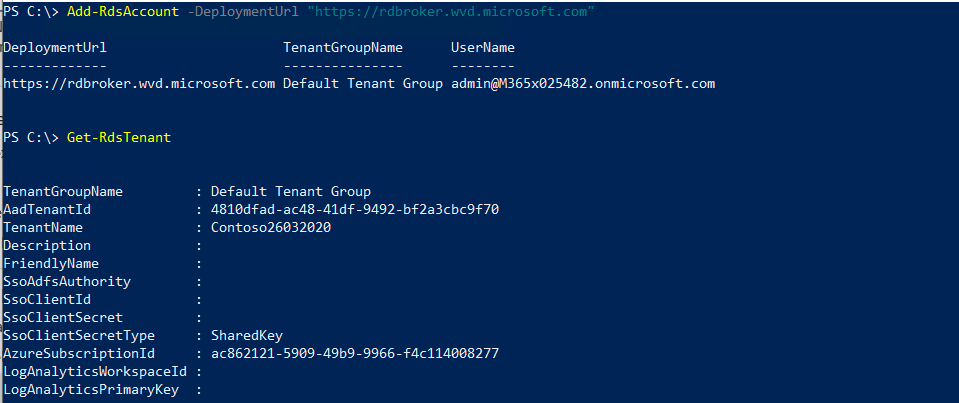 PS C:\> Add-RdsAccount -DeploymentUrl "https://rdbroker.wvd.microsoft.com"
DeploymentUrl TenantGroupName UserName
------------- --------------- --------
https://rdbroker.wvd.microsoft.com Default Tenant Group admin@M365x025482.onmicrosoft.com
PS C:\> Get-RdsTenant
TenantGroupName : Default Tenant Group
AadTenantId : 4810dfad-ac48-41df-9492-bf2a3cbc9f70
TenantName : Contoso26032020
Description :
FriendlyName :
SsoAdfsAuthority :
SsoClientId :
SsoClientSecret :
SsoClientSecretType : SharedKey
AzureSubscriptionId : ac862121-5909-49b9-9966-f4c114008277
LogAnalyticsWorkspaceId :
LogAnalyticsPrimaryKey :